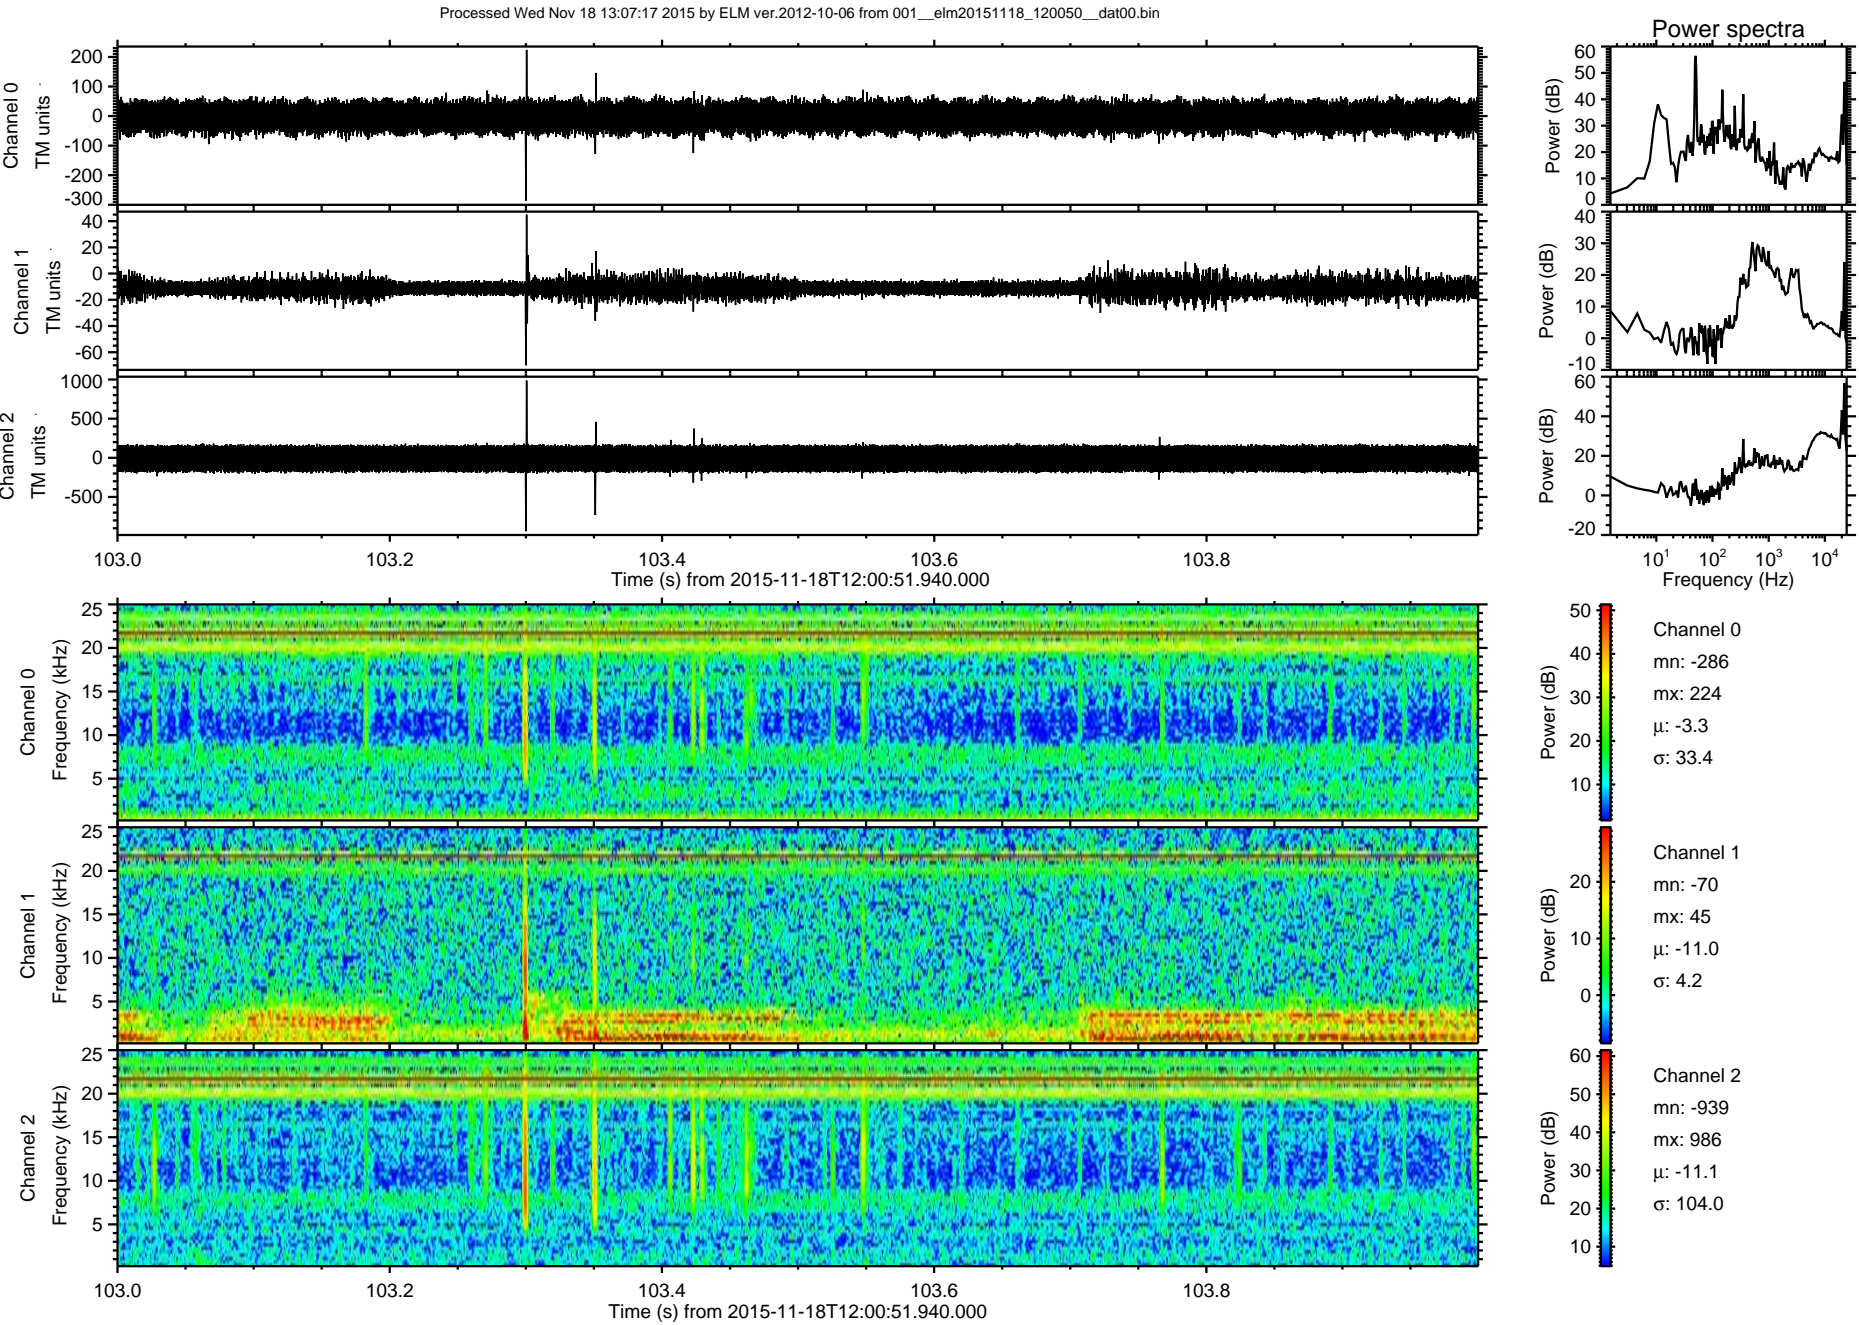 Processed Wed Nov 18 13:07:17 2015 by ELM ver.2012-10-06 from 001__elm20151118_120050__dat00.bin
Power spectra
Channel 0
TM units
200
100
0
-100
-200
-300
Power (dB)
60
50
40
30
20
10
0
Channel 1
TM units
40
20
0
-20
-40
-60
Power (dB)
40
30
20
10
0
-10
Channel 2
TM units
1000
500
0
-500
Power (dB)
60
40
20
0
-20
103.0 103.2 103.4 103.6 103.8
Time (s) from 2015-11-18T12:00:51.940.000
10¹ 10² 10³ 10⁴
Frequency (Hz)
Channel 0
Frequency (kHz)
25
20
15
10
5
Power (dB)
50
40
30
20
10
Channel 0
mn: -286
mx: 224
μ: -3.3
σ: 33.4
Channel 1
Frequency (kHz)
25
20
15
10
5
Power (dB)
20
10
0
Channel 1
mn: -70
mx: 45
μ: -11.0
σ: 4.2
Channel 2
Frequency (kHz)
25
20
15
10
5
Power (dB)
60
50
40
30
20
10
Channel 2
mn: -939
mx: 986
μ: -11.1
σ: 104.0
103.0 103.2 103.4 103.6 103.8
Time (s) from 2015-11-18T12:00:51.940.000